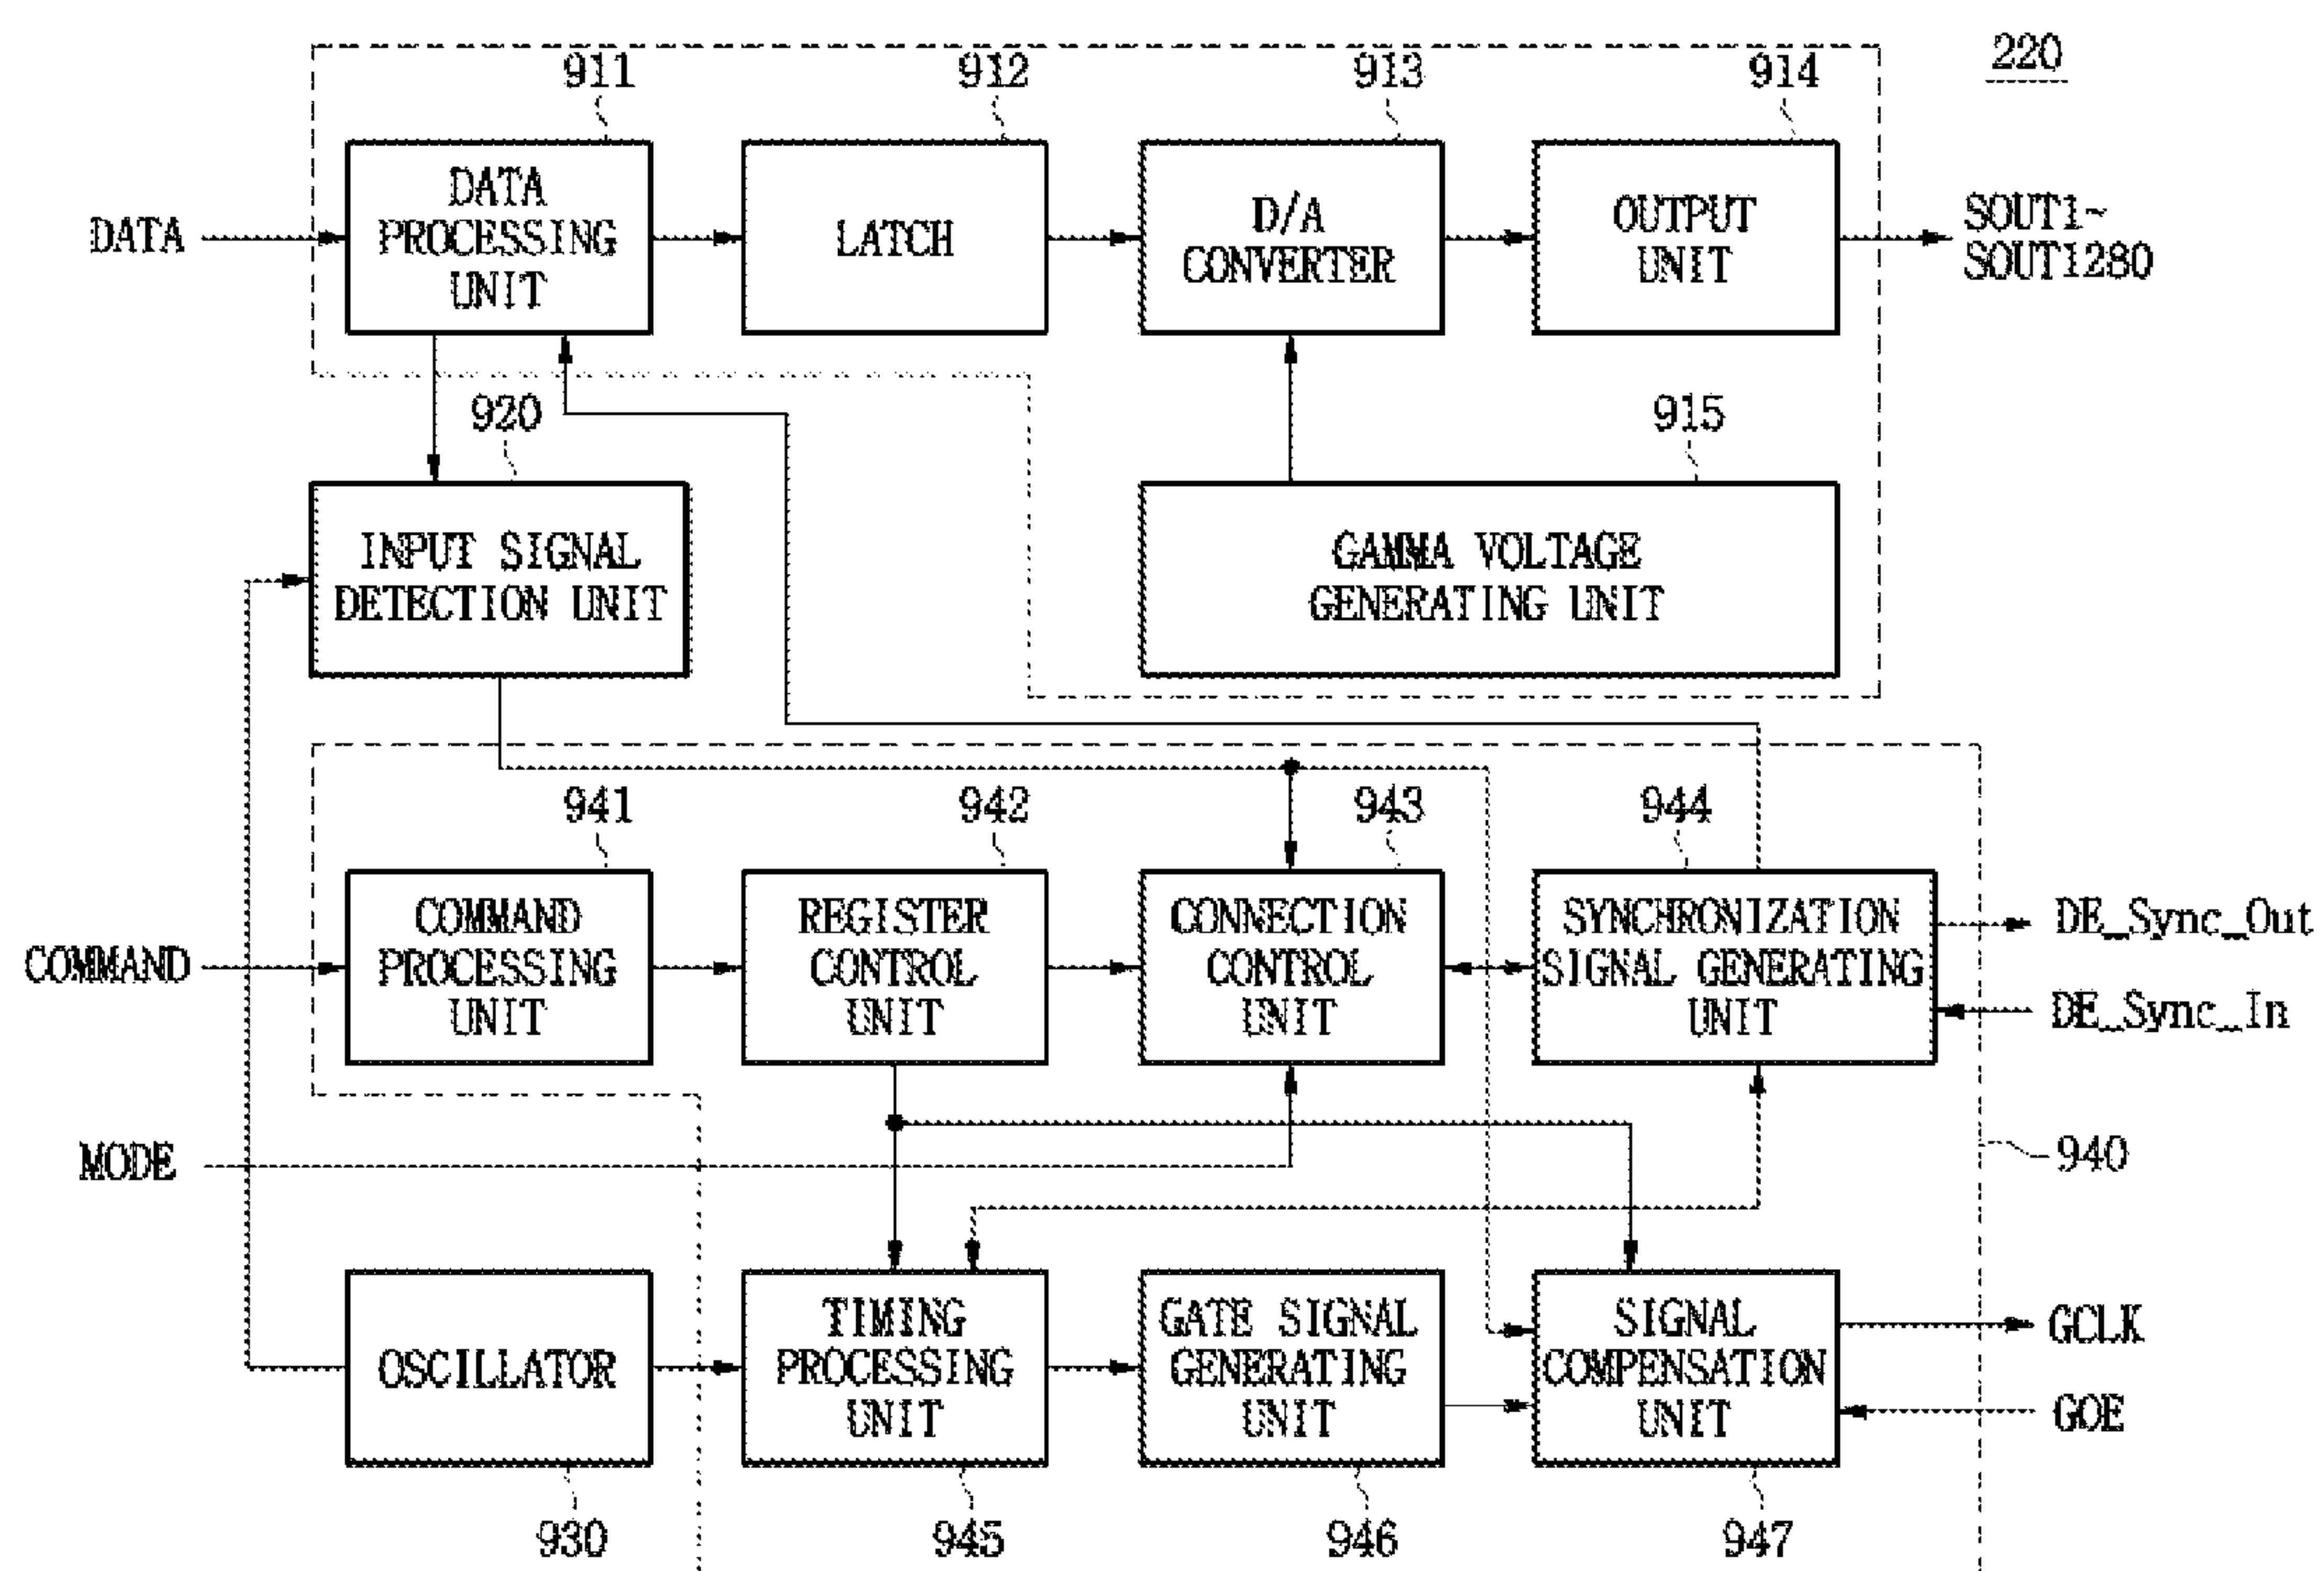 220
911
912
913
914
DATA
DATA
PROCESSING
UNIT
LATCH
D/A
CONVERTER
OUTPUT
UNIT
SOUT1~
SOUT1280
920
915
INPUT SIGNAL
DETECTION UNIT
GAMMA VOLTAGE
GENERATING UNIT
941
942
943
944
COMMAND
COMMAND
PROCESSING
UNIT
REGISTER
CONTROL
UNIT
CONNECTION
CONTROL
UNIT
SYNCHRONIZATION
SIGNAL GENERATING
UNIT
DE_Sync_Out
DE_Sync_In
MODE
940
OSCILLATOR
TIMING
PROCESSING
UNIT
GATE SIGNAL
GENERATING
UNIT
SIGNAL
COMPENSATION
UNIT
GCLK
GOE
930
945
946
947